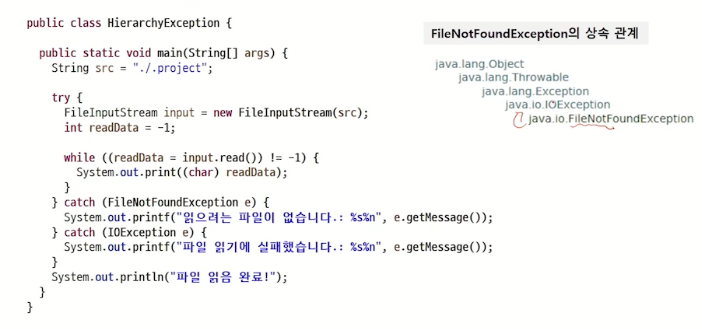 public class HierarchyException {
public static void main(String[] args) {
String src = "./.project";
try {
FileInputStream input = new FileInputStream(src);
int readData = -1;
while ((readData = input.read()) != -1) {
System.out.print((char) readData);
}
} catch (FileNotFoundException e) {
System.out.printf("읽으려는 파일이 없습니다.: %s%n", e.getMessage());
} catch (IOException e) {
System.out.printf("파일 읽기에 실패했습니다.: %s%n", e.getMessage());
}
System.out.println("파일 읽음 완료!");
}
}
FileNotFoundException의 상속 관계
java.lang.Object
java.lang.Throwable
java.lang.Exception
java.io.IOException
java.io.FileNotFoundException